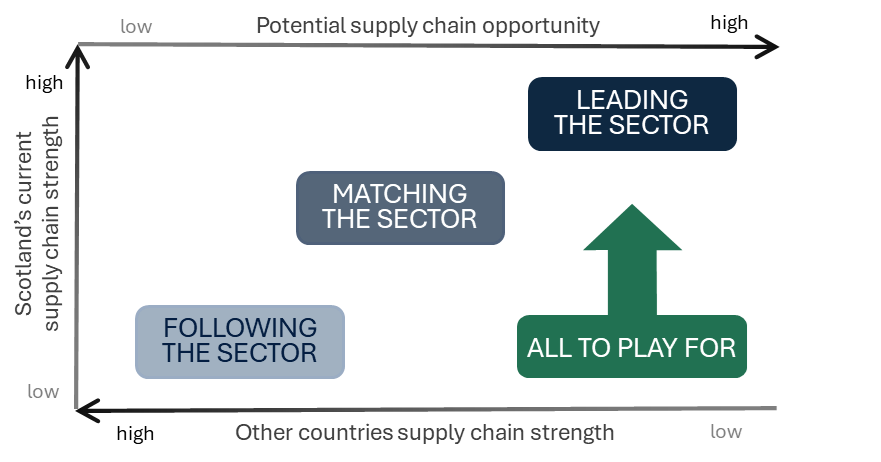 low
Potential supply chain opportunity
high
high
LEADING
THE SECTOR
Scotland's current
supply chain strength
MATCHING
THE SECTOR
FOLLOWING
THE SECTOR
ALL TO PLAY FOR
low
high
Other countries supply chain strength
low